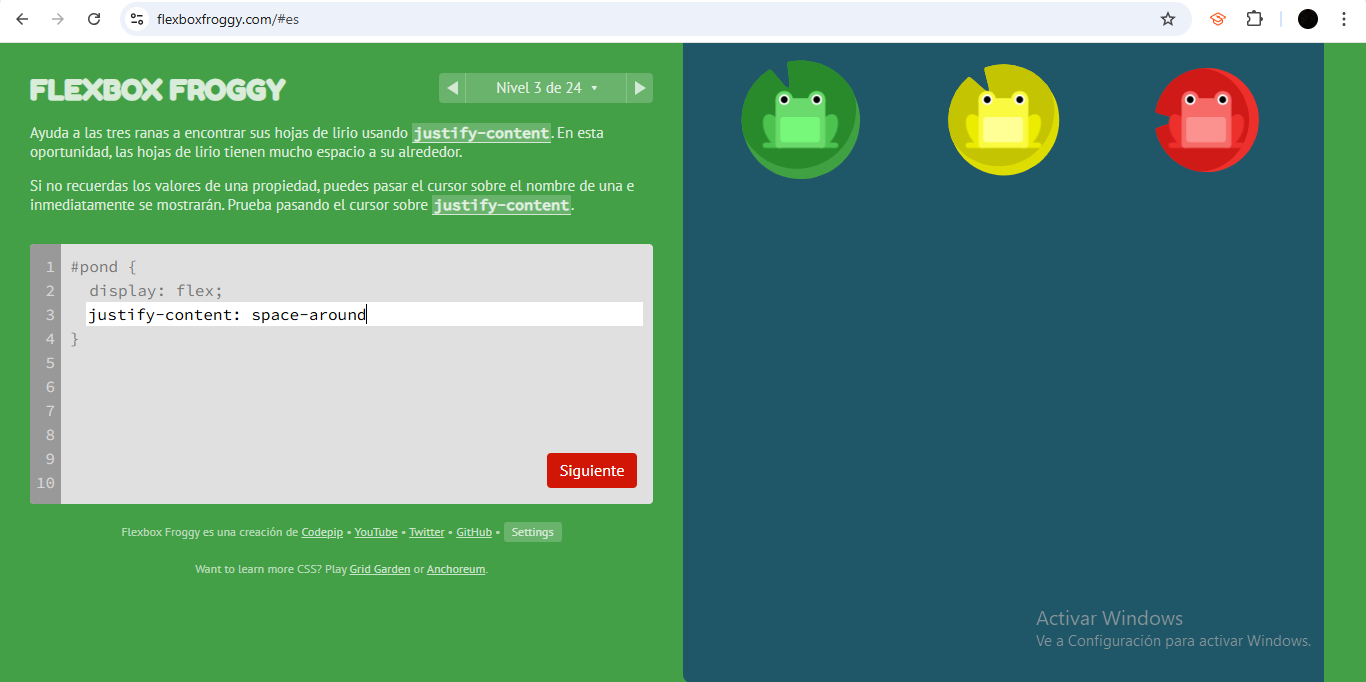 flexboxfroggy.com/#es
FLEXBOX FROGGY
Nivel 3 de 24
Ayuda a las tres ranas a encontrar sus hojas de lirio usando justify-content. En esta
oportunidad, las hojas de lirio tienen mucho espacio a su alrededor.
Si no recuerdas los valores de una propiedad, puedes pasar el cursor sobre el nombre de una e
inmediatamente se mostrarán. Prueba pasando el cursor sobre justify-content.
1 #pond {
2 display: flex;
3 justify-content: space-around
4 }
5
6
7
8
9
10
Siguiente
Flexbox Froggy es una creación de Codepip • YouTube • Twitter • GitHub • Settings
Want to learn more CSS? Play Grid Garden or Anchoreum.
Activar Windows
Ve a Configuración para activar Windows.